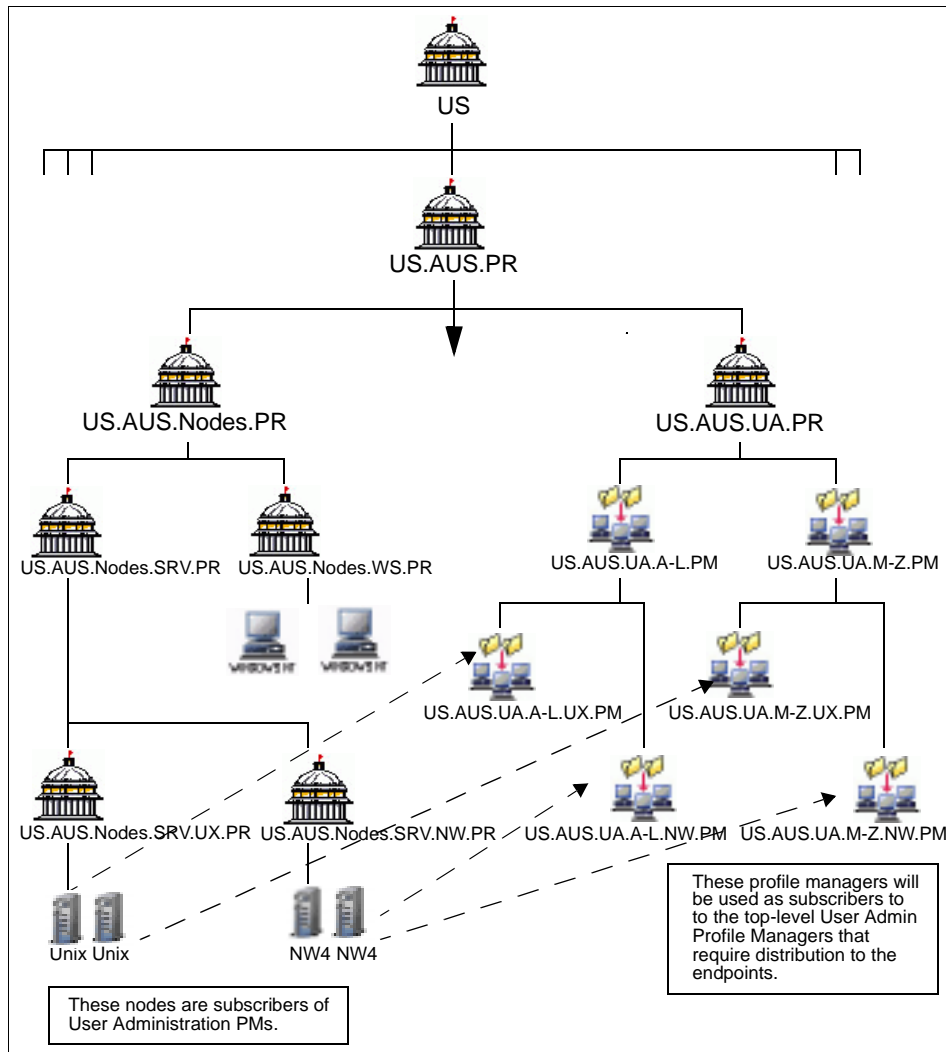 US
US.AUS.PR
US.AUS.Nodes.PR
US.AUS.UA.PR
US.AUS.Nodes.SRV.PR
US.AUS.Nodes.WS.PR
US.AUS.UA.A-L.PM
US.AUS.UA.M-Z.PM
WINDOWS NT
WINDOWS NT
US.AUS.UA.A-L.UX.PM
US.AUS.UA.M-Z.UX.PM
US.AUS.Nodes.SRV.UX.PR
US.AUS.Nodes.SRV.NW.PR
US.AUS.UA.A-L.NW.PM
US.AUS.UA.M-Z.NW.PM
Unix Unix
NW4 NW4
These profile managers will
be used as subscribers to
to the top-level User Admin
Profile Managers that
require distribution to the
endpoints.
These nodes are subscribers of
User Administration PMs.